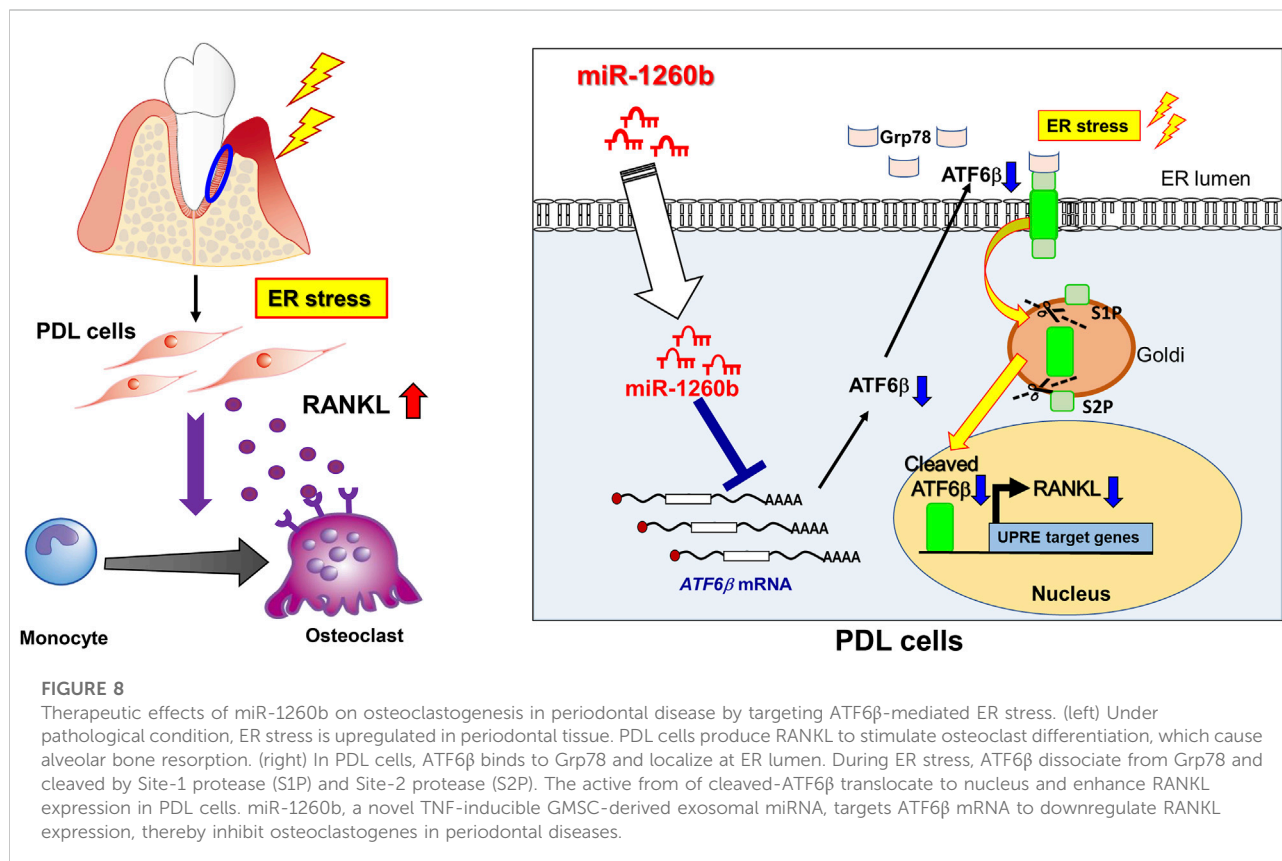 ER stress
PDL cells
RANKL
Monocyte
Osteoclast
miR-1260b
miR-1260b
Grp78
ER stress
ATF6β
ER lumen
S1P
Goldi
S2P
ATF6β
Cleaved
ATF6β
RANKL
UPRE target genes
Nucleus
AAAA
AAAA
AAAA
ATF6β mRNA
PDL cells
FIGURE 8
Therapeutic effects of miR-1260b on osteoclastogenesis in periodontal disease by targeting ATF6β-mediated ER stress. (left) Under
pathological condition, ER stress is upregulated in periodontal tissue. PDL cells produce RANKL to stimulate osteoclast differentiation, which cause
alveolar bone resorption. (right) In PDL cells, ATF6β binds to Grp78 and localize at ER lumen. During ER stress, ATF6β dissociate from Grp78 and
cleaved by Site-1 protease (S1P) and Site-2 protease (S2P). The active from of cleaved-ATF6β translocate to nucleus and enhance RANKL
expression in PDL cells. miR-1260b, a novel TNF-inducible GMSC-derived exosomal miRNA, targets ATF6β mRNA to downregulate RANKL
expression, thereby inhibit osteoclastogenes in periodontal diseases.